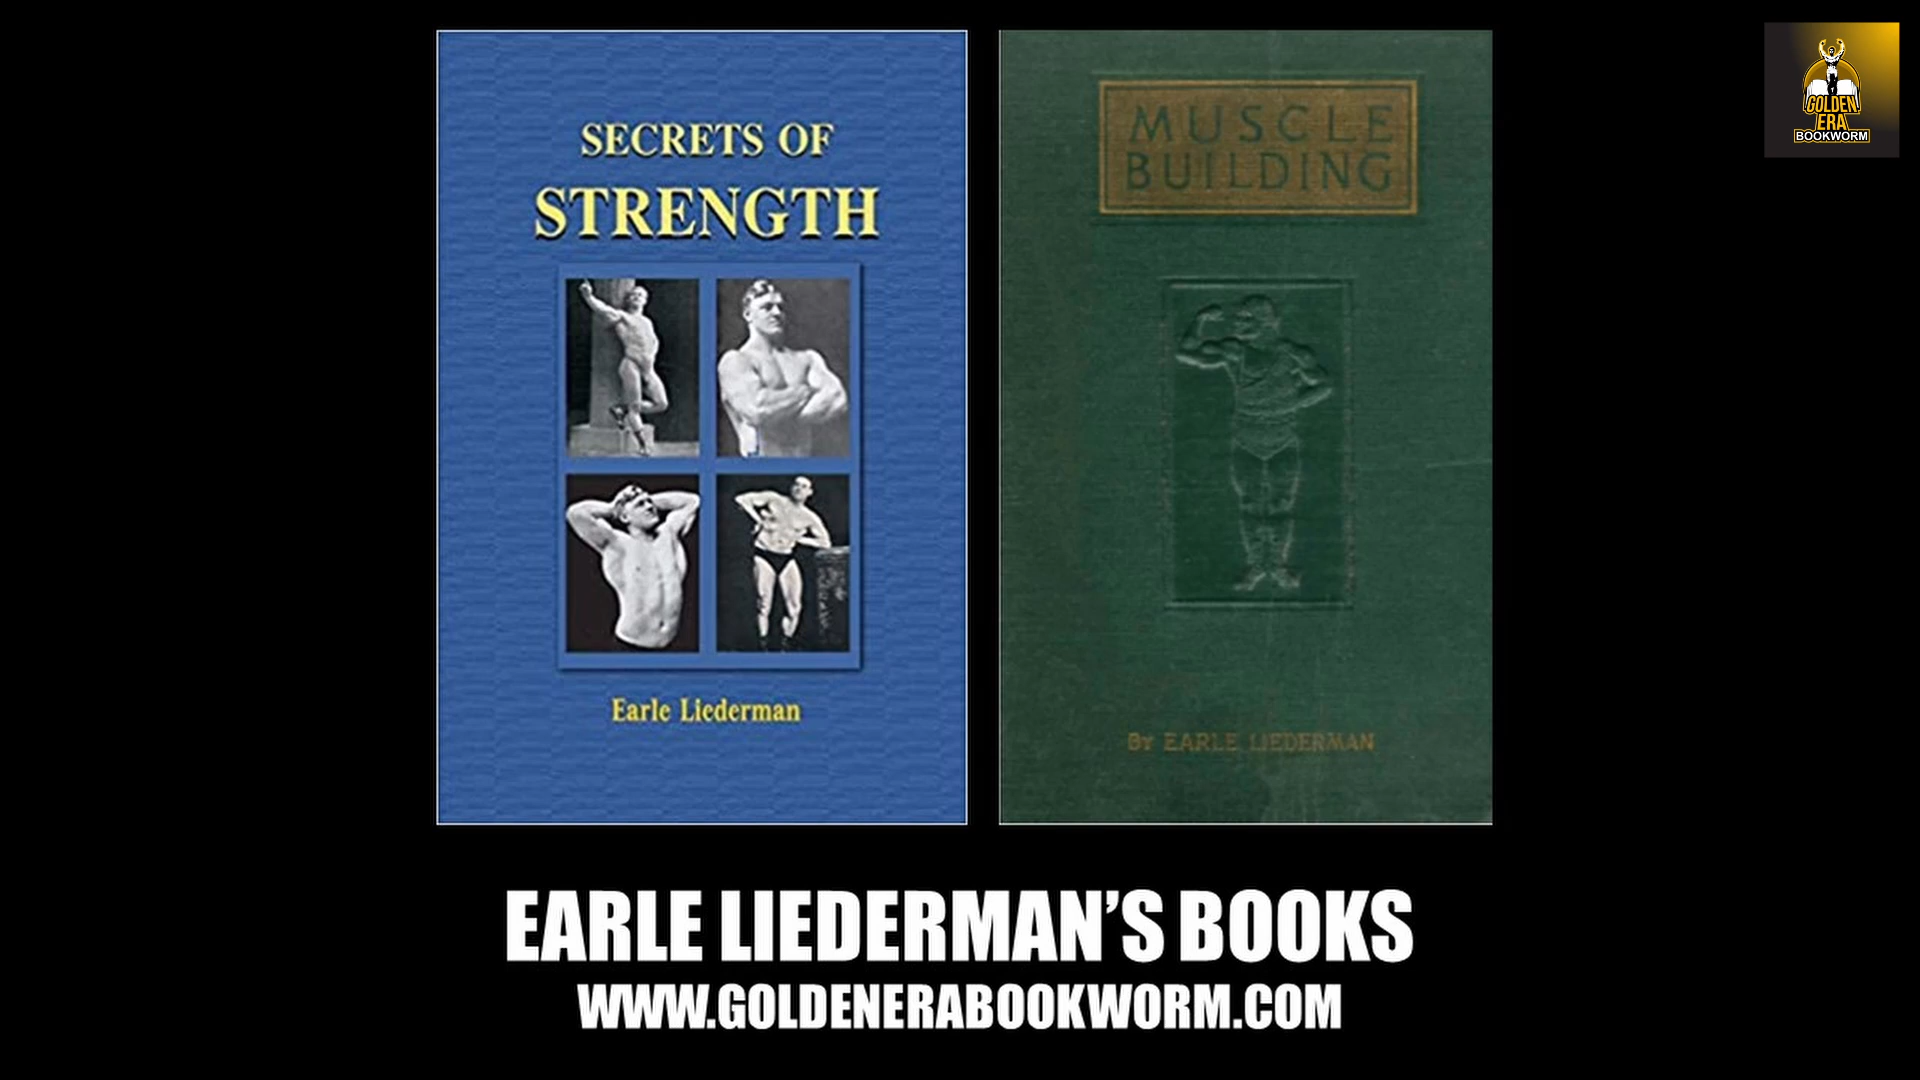 SECRETS OF
STRENGTH
Earle Liederman
MUSCLE
BUILDING
BY EARLE LIEDERMAN
GOLDEN
ERA
BOOKWORM
EARLE LIEDERMAN'S BOOKS
WWW.GOLDENERABOOKWORM.COM